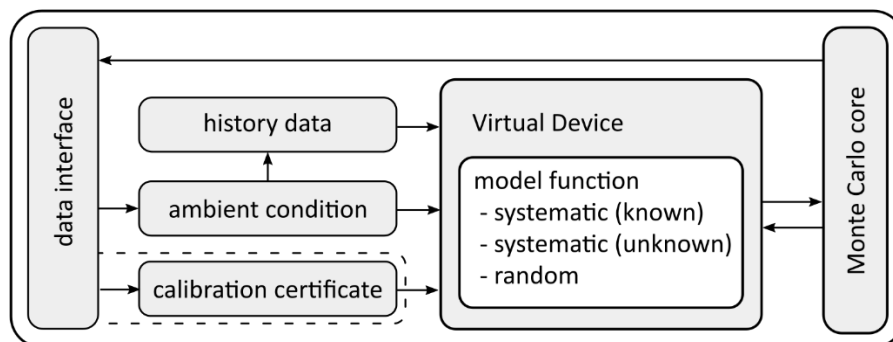 data interface
history data
ambient condition
calibration certificate
Virtual Device
model function
- systematic (known)
- systematic (unknown)
- random
Monte Carlo core